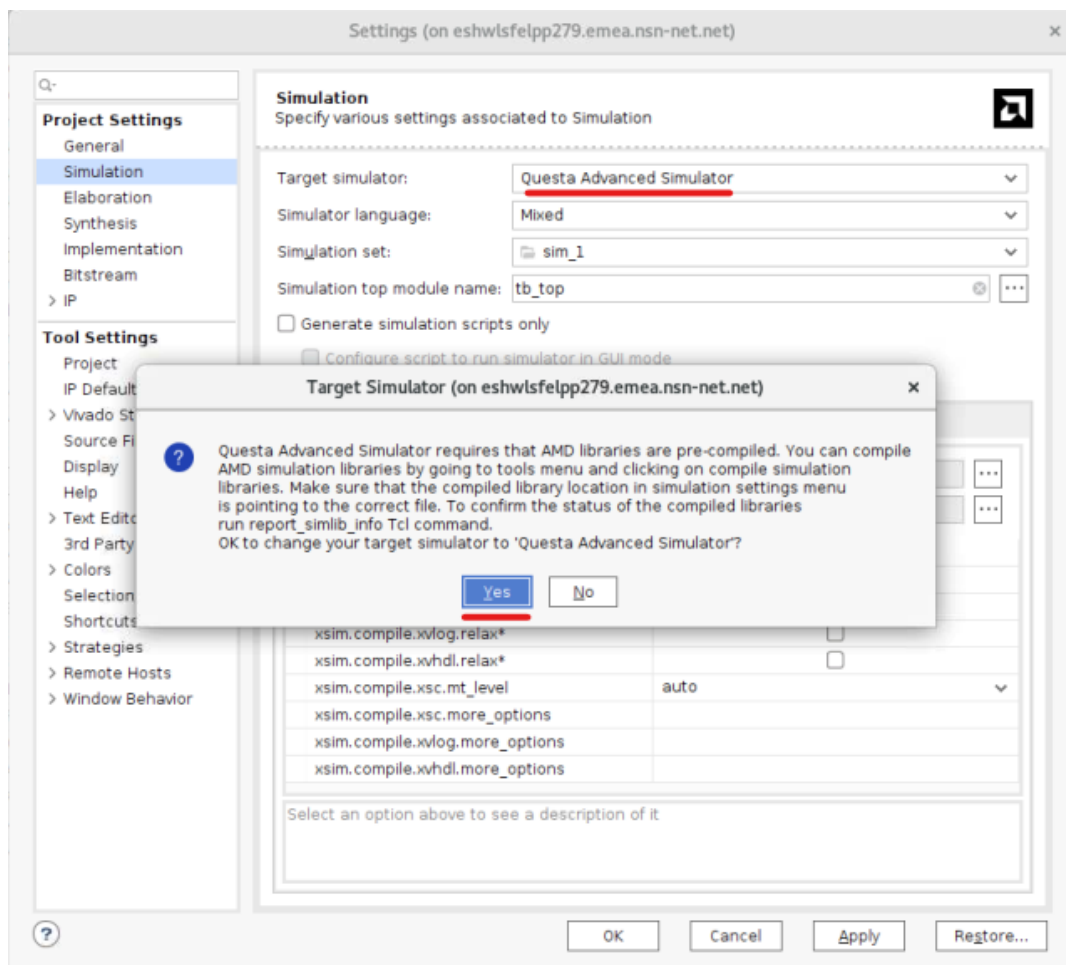 Settings (on eshwlsfelpp279.emea.nsn-net.net)
Q-
Project Settings
General
Simulation
Elaboration
Synthesis
Implementation
Bitstream
> IP
Tool Settings
Project
IP Default
> Vivado St
Source Fi
Display
Help
> Text Edito
3rd Party
> Colors
Selection
Shortcuts
> Strategies
> Remote Hosts
> Window Behavior
Simulation
Specify various settings associated to Simulation
Target simulator: Questa Advanced Simulator
Simulator language: Mixed
Simulation set: sim_1
Simulation top module name: tb_top ...
Generate simulation scripts only
Configure script to run simulator in GUI mode
Target Simulator (on eshwlsfelpp279.emea.nsn-net.net)
Questa Advanced Simulator requires that AMD libraries are pre-compiled. You can compile
AMD simulation libraries by going to tools menu and clicking on compile simulation
libraries. Make sure that the compiled library location in simulation settings menu
is pointing to the correct file. To confirm the status of the compiled libraries
run report_simlib_info Tcl command.
OK to change your target simulator to 'Questa Advanced Simulator'?
Yes No
...
...
xsim.compile.xvlog.relax*
xsim.compile.xvhdl.relax*
xsim.compile.xsc.mt_level auto
xsim.compile.xsc.more_options
xsim.compile.xvlog.more_options
xsim.compile.xvhdl.more_options
Select an option above to see a description of it
? OK Cancel Apply Restore...